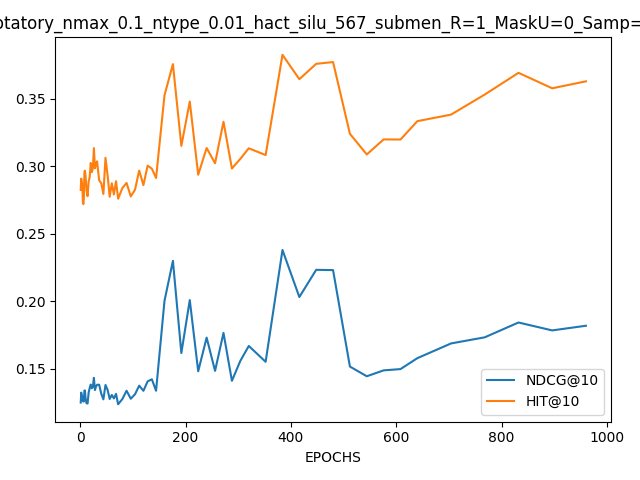 otatory_nmax_0.1_ntype_0.01_hact_silu_567_submen_R=1_MaskU=0_Samp=
0.35
0.30
0.25
0.20
0.15
NDCG@10
HIT@10
0 200 400 600 800 1000
EPOCHS